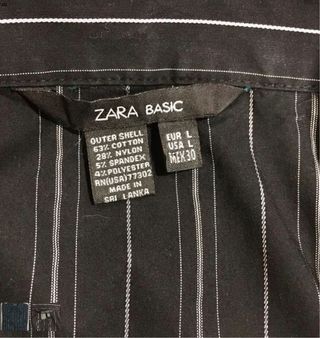 ZARA BASIC
OUTER SHELL
63% COTTON
28% NYLON
5% SPANDEX
4% POLYESTER
RN(USA)77302
MADE IN
SRI LANKA
EUR L
USA L
MEX 30